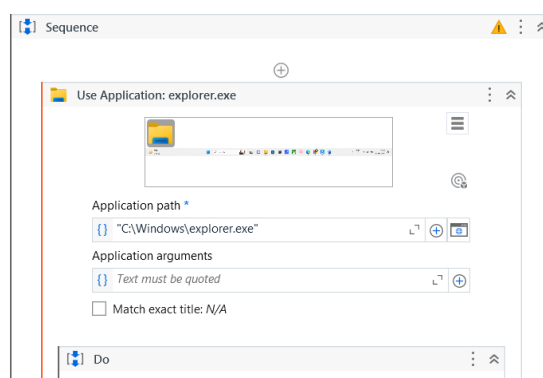 Sequence
Use Application: explorer.exe
Application path *
"C:\Windows\explorer.exe"
Application arguments
Text must be quoted
Match exact title: N/A
Do